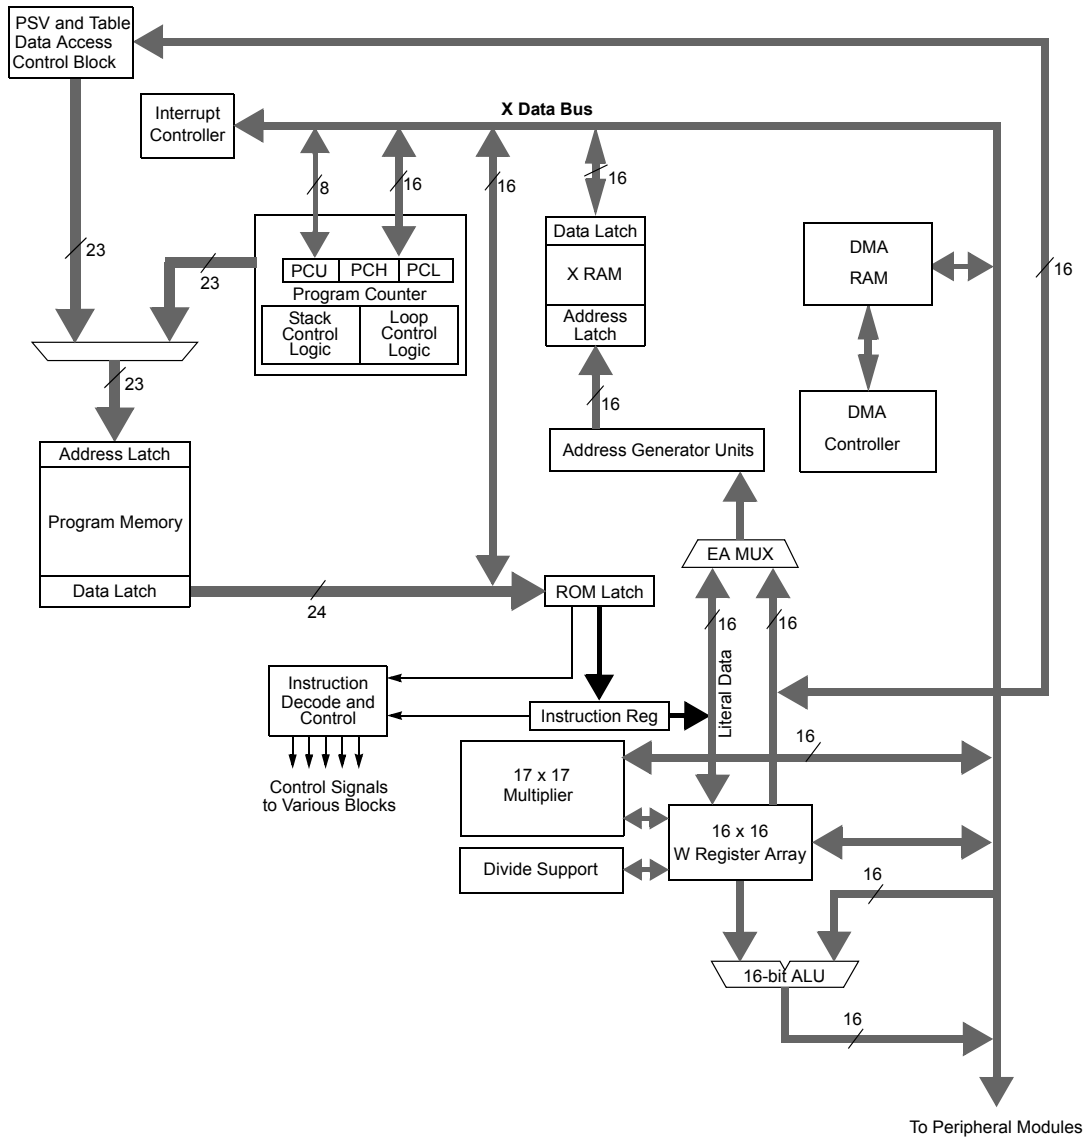 PSV and Table
Data Access
Control Block
Interrupt
Controller
X Data Bus
8
16
16
16
23
23
PCU
PCH
PCL
Program Counter
Stack
Control
Logic
Loop
Control
Logic
Data Latch
X RAM
Address
Latch
DMA
RAM
16
23
16
Address Generator Units
DMA
Controller
Address Latch
Program Memory
Data Latch
24
EA MUX
ROM Latch
16
16
Literal Data
Instruction
Decode and
Control
Instruction Reg
Control Signals
to Various Blocks
16
17 x 17
Multiplier
16 x 16
W Register Array
Divide Support
16
16-bit ALU
16
To Peripheral Modules